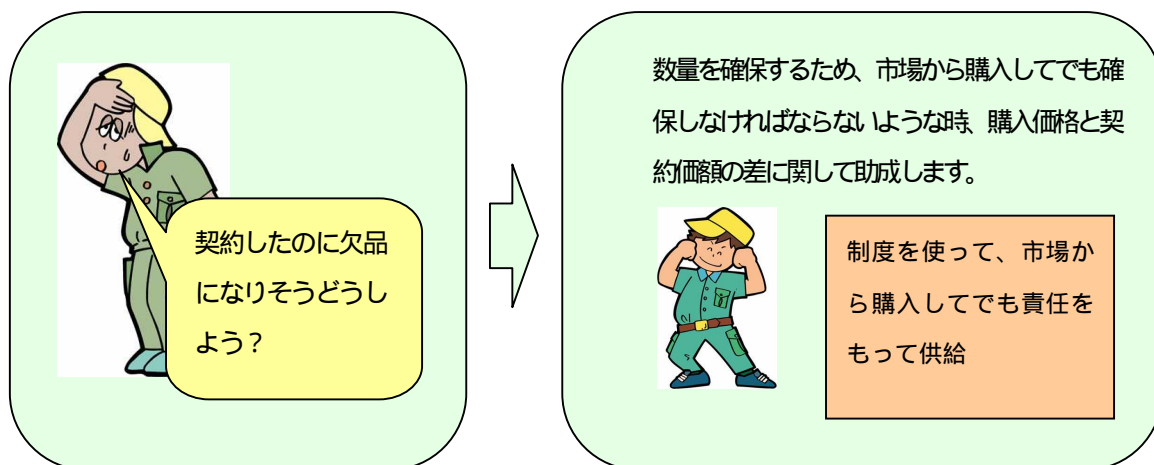 契約したのに欠品
になりそうどうし
よう?
数量を確保するため、市場から購入してでも確
保しなければならないような時、購入価格と契
約価額の差に関して助成します。
制度を使って、市場か
ら購入してでも責任を
もって供給